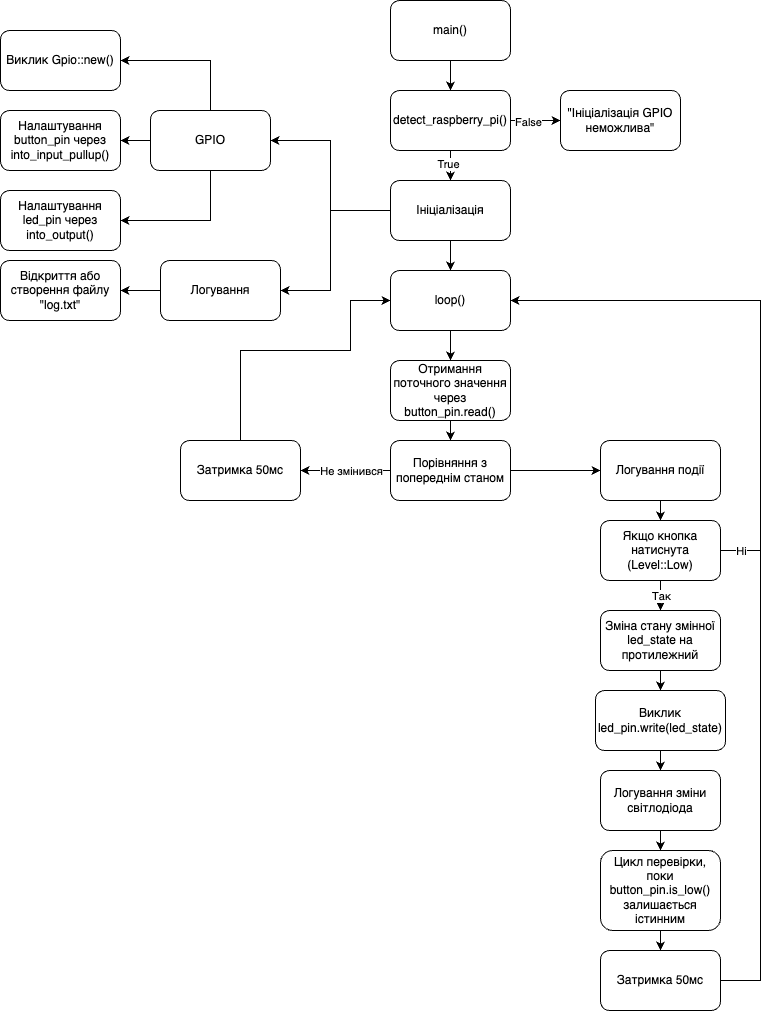 main()
Виклик Gpio::new()
detect_raspberry_pi()
False
"Ініціалізація GPIO
неможлива"
Налаштування
button_pin через
into_input_pullup()
GPIO
True
Налаштування
led_pin через
into_output()
Ініціалізація
Відкриття або
створення файлу
"log.txt"
Логування
loop()
Отримання
поточного значення
через
button_pin.read()
Затримка 50мс
Не змінився
Порівняння з
попереднім станом
Логування події
Якщо кнопка
натиснута
(Level::Low)
Ні
Так
Зміна стану змінної
led_state на
протилежний
Виклик
led_pin.write(led_state)
Логування зміни
світлодіода
Цикл перевірки,
поки
button_pin.is_low()
залишається
істинним
Затримка 50мс